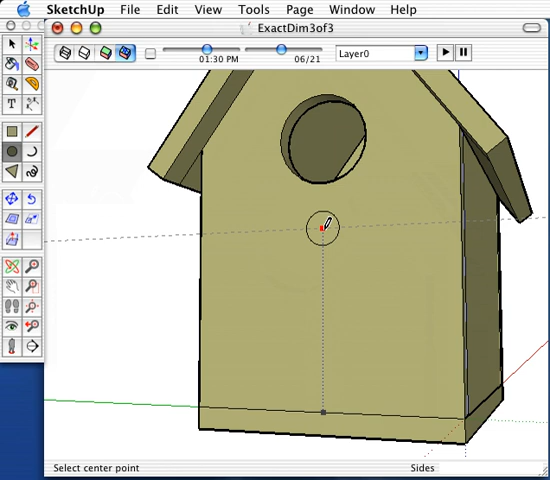 SketchUp File Edit View Tools Page Window Help
ExactDim3of3
01:30 PM 06/21 Layer0
T
Select center point Sides